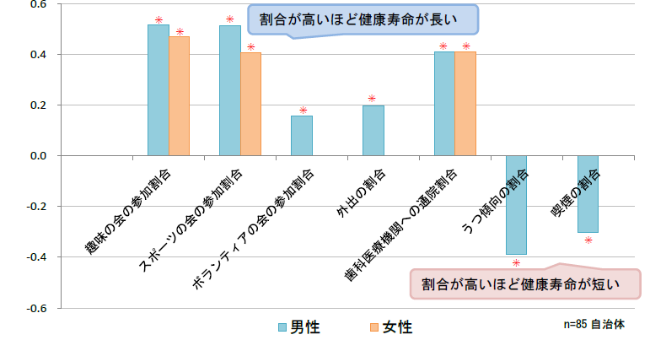 0.6
割合が高いほど健康寿命が長い
0.4
0.2
0.0
-0.2
-0.4
-0.6
趣味の会の参加割合
スポーツの会の参加割合
ボランティアの会の参加割合
外出の割合
歯科医療機関への通院割合
うつ傾向の割合
喫煙の割合
割合が高いほど健康寿命が短い
男性
女性
n=85 自治体